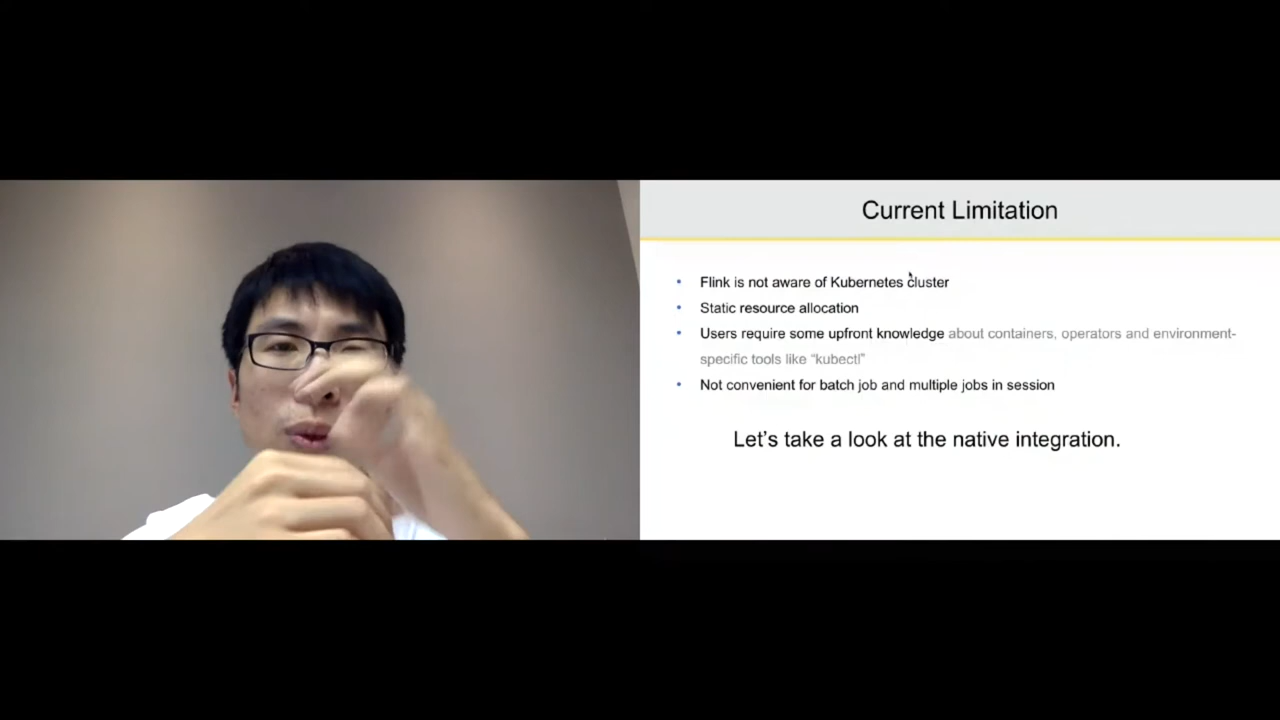 Current Limitation
• Flink is not aware of Kubernetes cluster
• Static resource allocation
• Users require some upfront knowledge about containers, operators and environment-
specific tools like “kubectl”
• Not convenient for batch job and multiple jobs in session
Let’s take a look at the native integration.